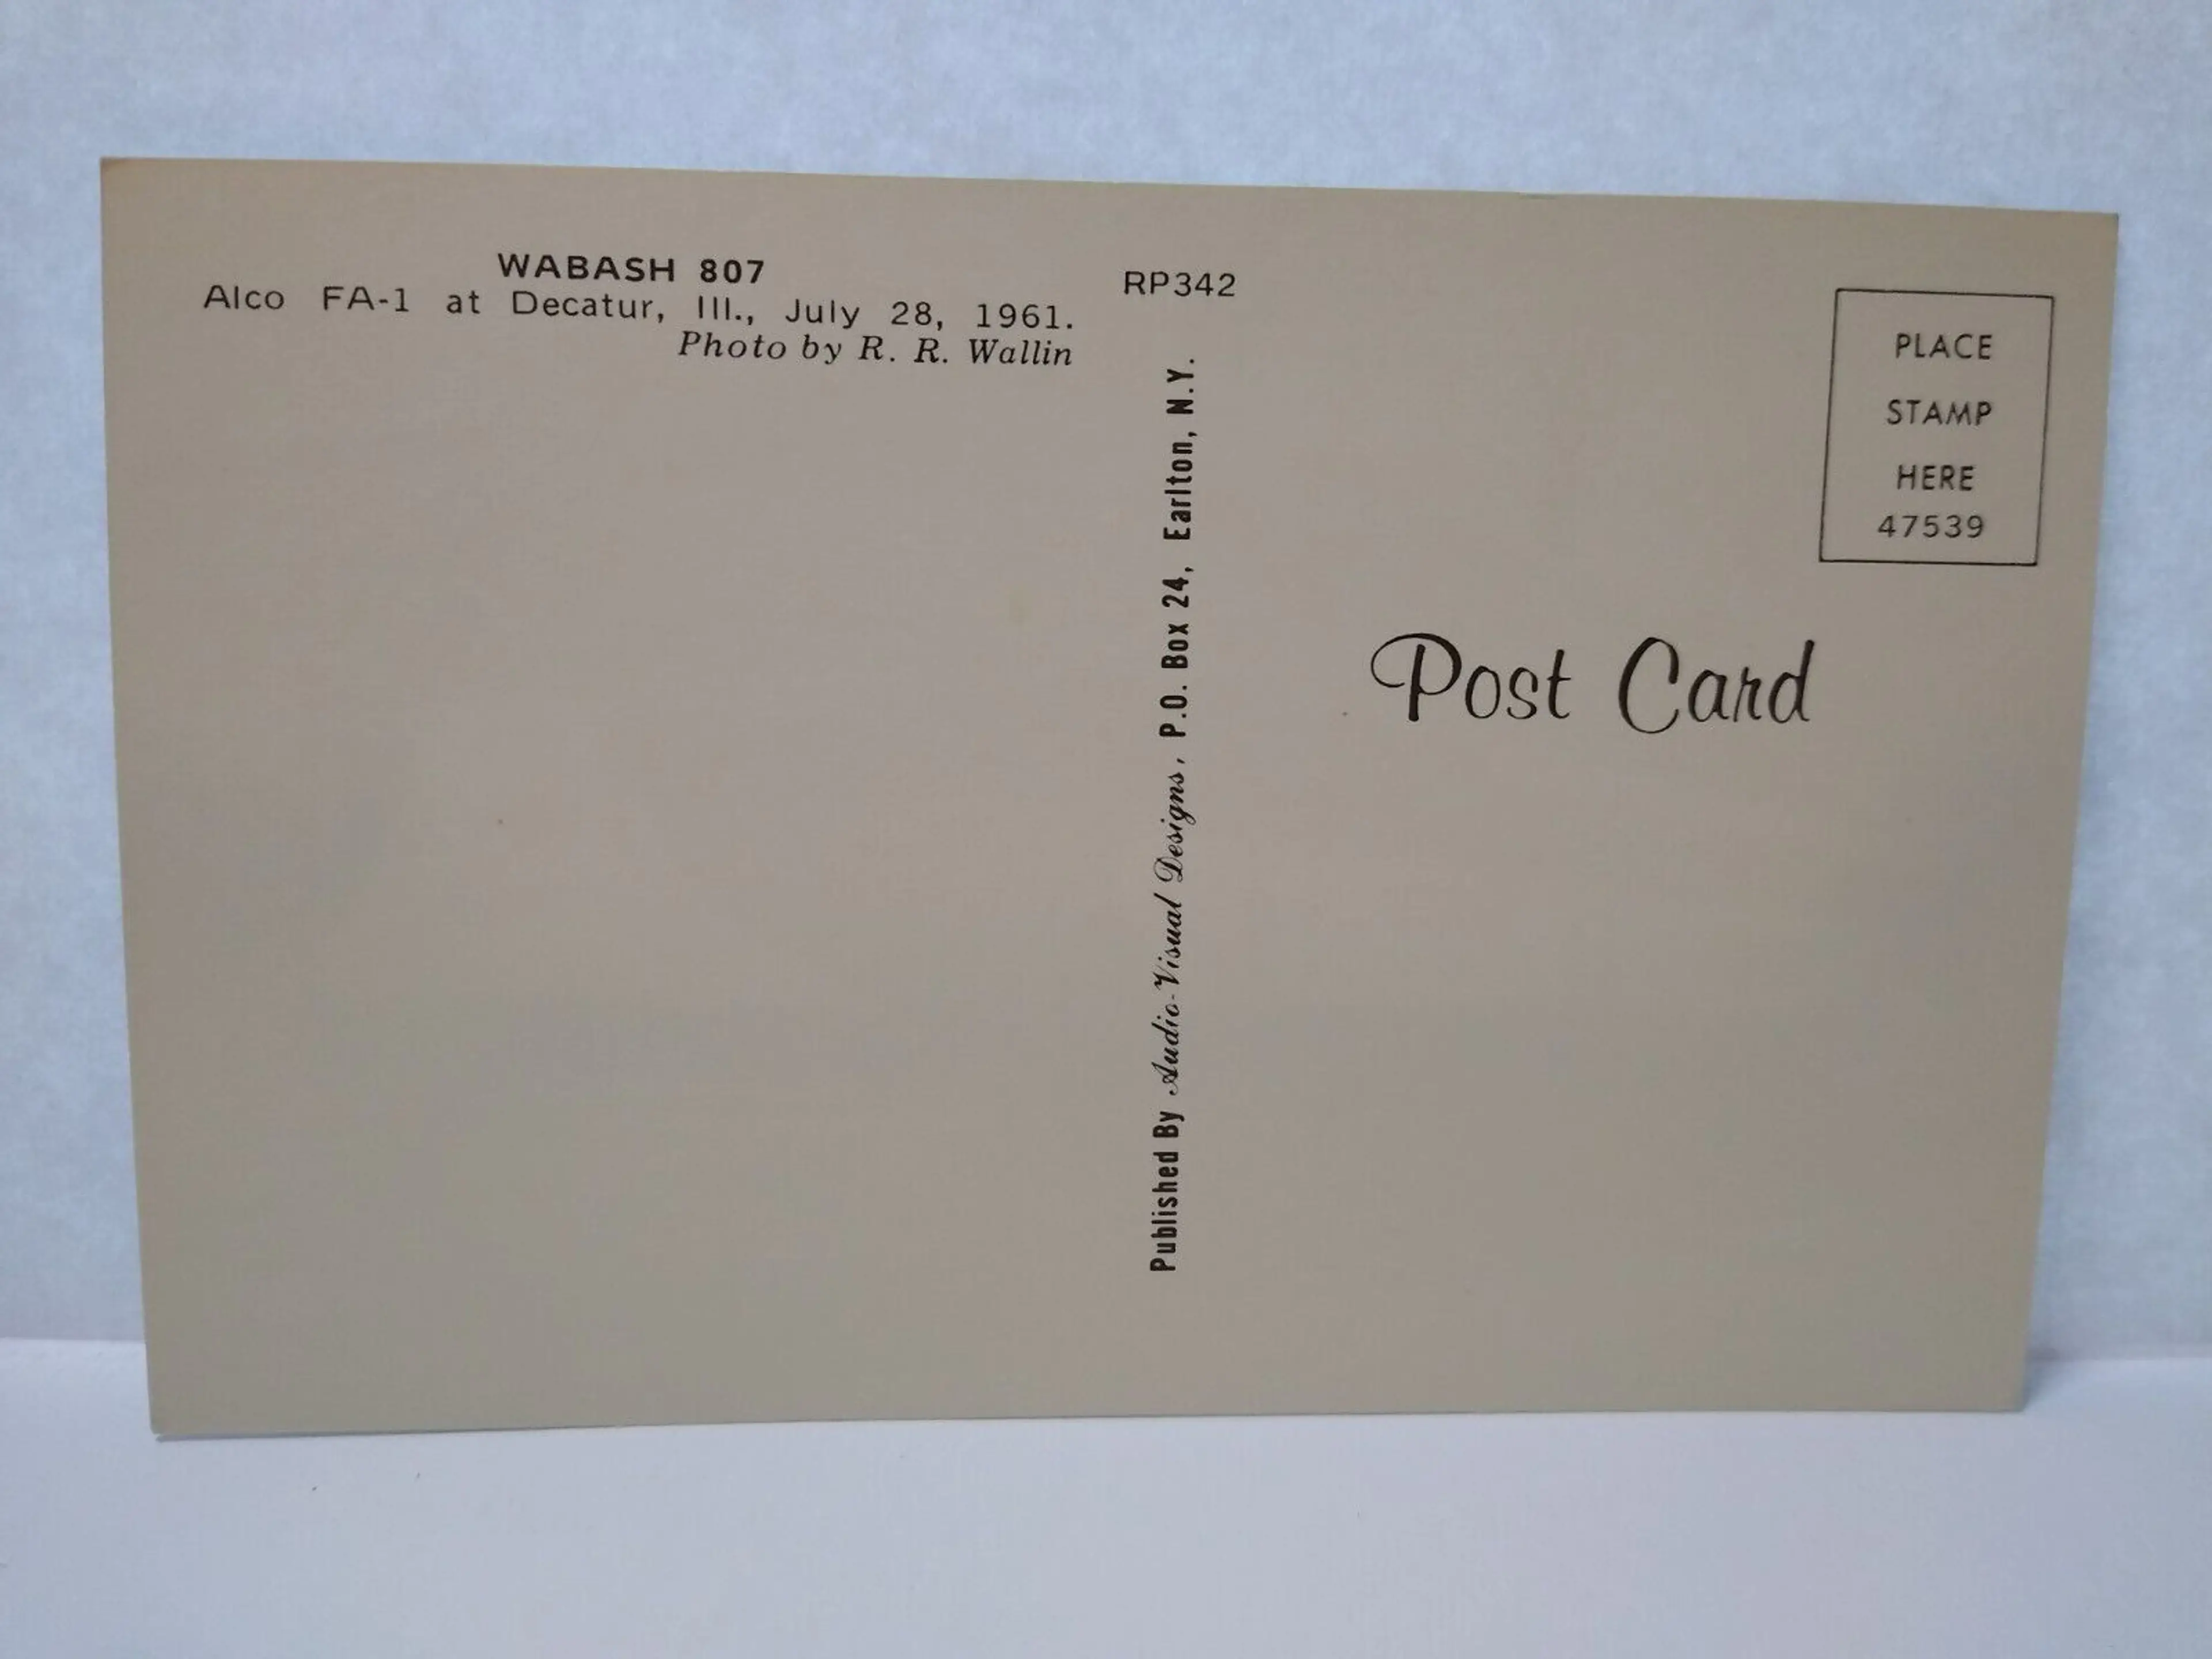 WABASH 807
Alco FA-1 at Decatur, Ill., July 28, 1961.
Photo by R. R. Wallin
RP342
Published By Audio-Visual Designs, P.O. Box 24, Earlton, N.Y.
PLACE
STAMP
HERE
47539
Post Card